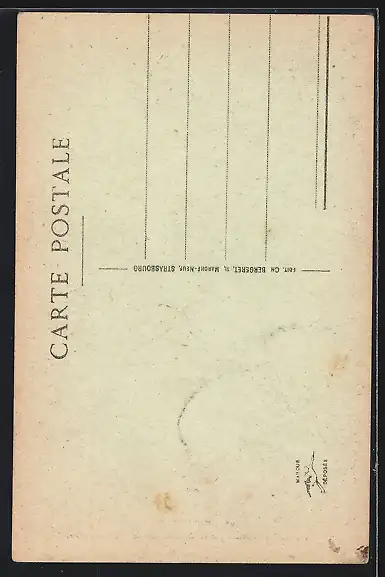 CARTE POSTALE
EDIT. CH. BERGERET, 11, MARCHÉ-NEUF, STRASBOURG
MARQUE
DÉPOSÉE